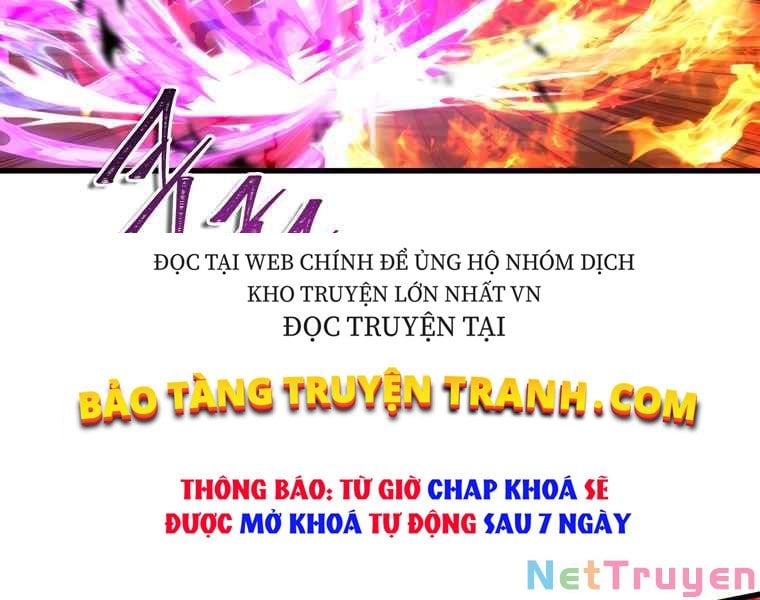 ĐỌC TẠI WEB CHÍNH ĐỂ ỦNG HỘ NHÓM DỊCH
KHO TRUYỆN LỚN NHẤT VN
ĐỌC TRUYỆN TẠI
BẢO TÀNG TRUYỆN TRANH.COM
THÔNG BÁO: TỪ GIỜ CHAP KHOÁ SẼ
ĐƯỢC MỞ KHOÁ TỰ ĐỘNG SAU 7 NGÀY
NetTruyen